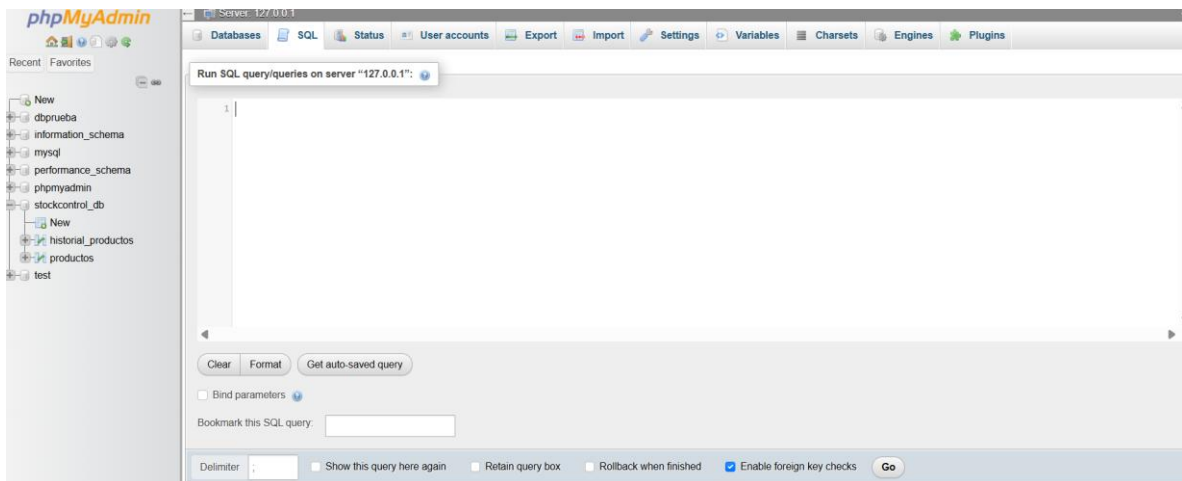 phpMyAdmin
Server: 127.0.0.1
Databases SQL Status User accounts Export Import Settings Variables Charsets Engines Plugins
Recent Favorites
Run SQL query/queries on server “127.0.0.1”:
1
New
dbprueba
information_schema
mysql
performance_schema
phpmyadmin
stockcontrol_db
New
historial_productos
productos
test
Clear Format Get auto-saved query
Bind parameters
Bookmark this SQL query:
Delimiter ; Show this query here again Retain query box Rollback when finished Enable foreign key checks Go